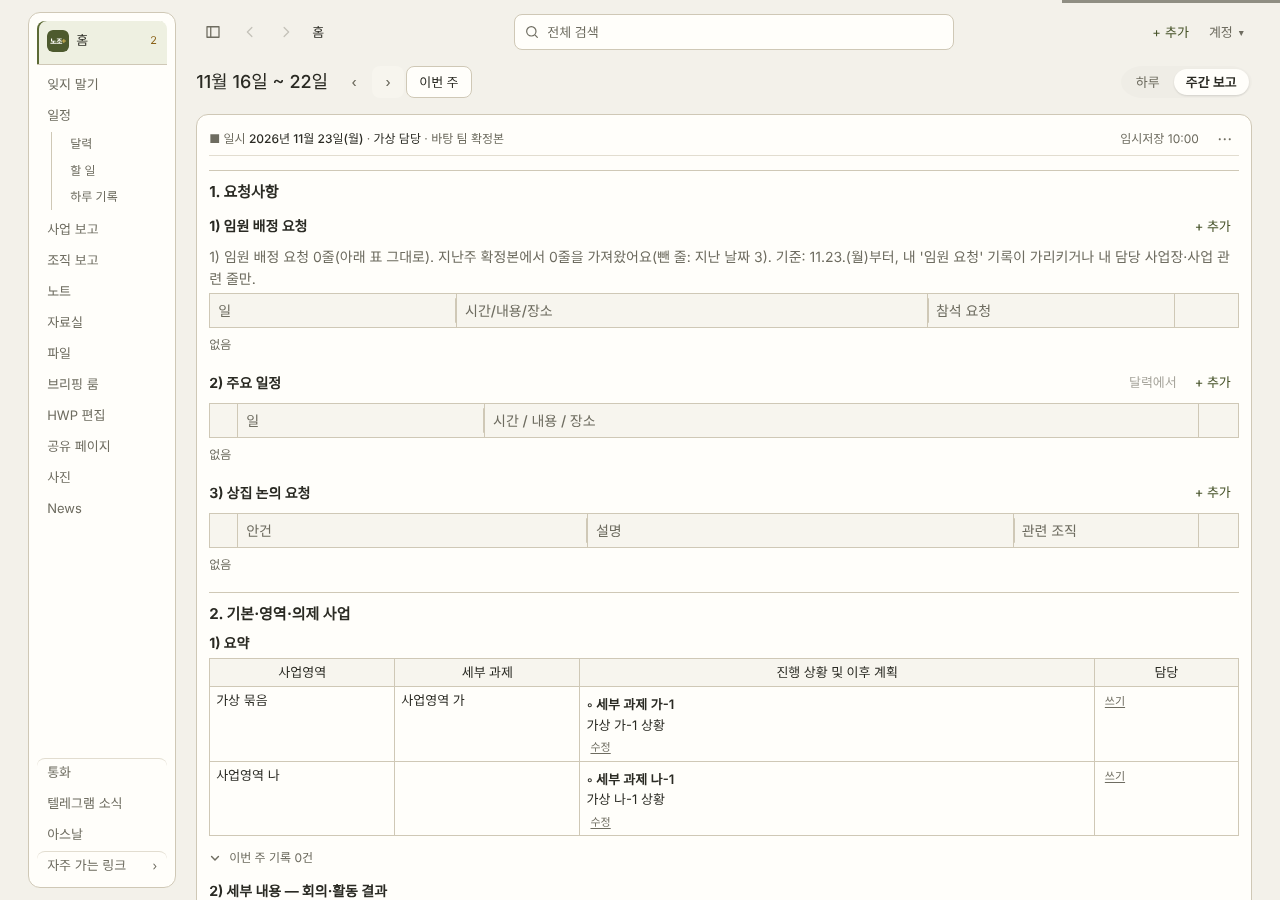 노조+ 홈 2
잊지 말기
일정
달력
할 일
하루 기록
사업 보고
조직 보고
노트
자료실
파일
브리핑 룸
HWP 편집
공유 페이지
사진
News
통화
텔레그램 소식
아스날
자주 가는 링크 ›
홈
전체 검색
+ 추가 계정 ▾
11월 16일 ~ 22일 ‹ › 이번 주
하루 주간 보고
■ 일시 2026년 11월 23일(월) · 가상 담당 · 바탕 팀 확정본
임시저장 10:00 ⋯
1. 요청사항
1) 임원 배정 요청 + 추가
1) 임원 배정 요청 0줄(아래 표 그대로). 지난주 확정본에서 0줄을 가져왔어요(뺀 줄: 지난 날짜 3). 기준: 11.23.(월)부터, 내 '임원 요청' 기록이 가리키거나 내 담당 사업장·사업 관
련 줄만.
일 시간/내용/장소 참석 요청
없음
2) 주요 일정 달력에서 + 추가
일 시간 / 내용 / 장소
없음
3) 상집 논의 요청 + 추가
안건 설명 관련 조직
없음
2. 기본·영역·의제 사업
1) 요약
사업영역 세부 과제 진행 상황 및 이후 계획 담당
가상 묶음 사업영역 가 ∘ 세부 과제 가-1 쓰기
가상 가-1 상황
수정
사업영역 나 ∘ 세부 과제 나-1 쓰기
가상 나-1 상황
수정
이번 주 기록 0건
2) 세부 내용 — 회의·활동 결과